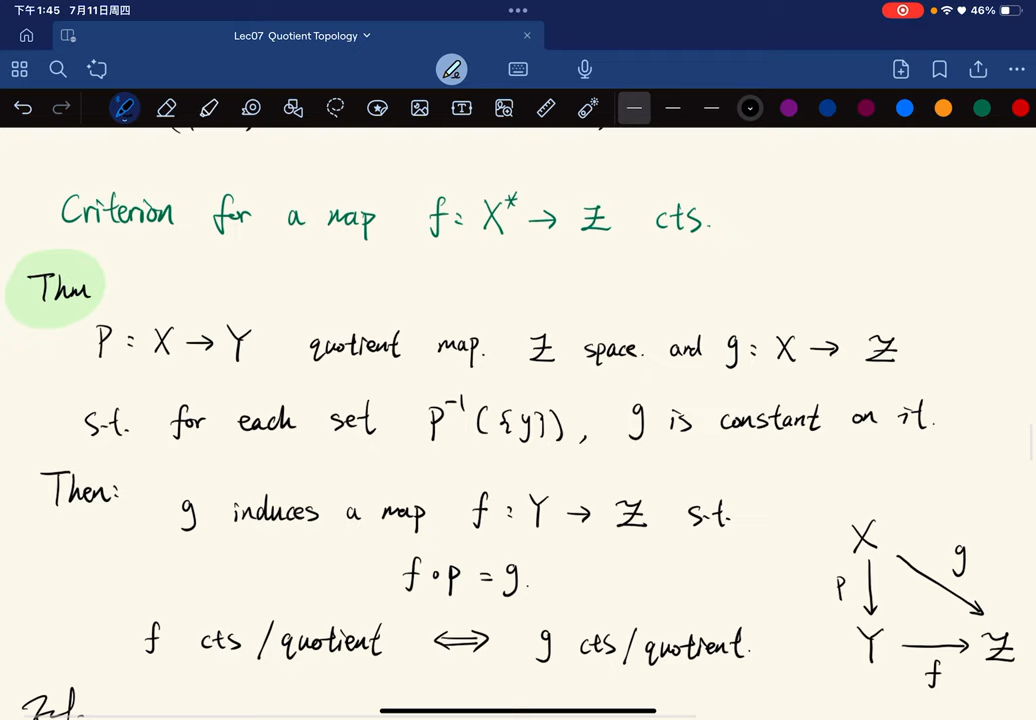 下午1:45 7月11日周四
46%
Lec07 Quotient Topology
Criterion for a map f: X* → Z cts.
Thm
P : X → Y quotient map. Z space. and g : X → Z
s.t. for each set P⁻¹({y}), g is constant on it.
Then:
g induces a map f : Y → Z s.t.
f∘p = g.
f cts/quotient ⟺ g cts/quotient.
X
g
P
Y → Z
f